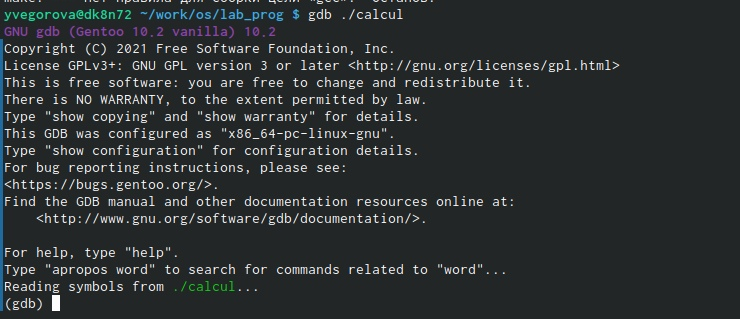 yvegorova@dk8n72 ~/work/os/lab_prog $ gdb ./calcul
GNU gdb (Gentoo 10.2 vanilla) 10.2
Copyright (C) 2021 Free Software Foundation, Inc.
License GPLv3+: GNU GPL version 3 or later <http://gnu.org/licenses/gpl.html>
This is free software: you are free to change and redistribute it.
There is NO WARRANTY, to the extent permitted by law.
Type "show copying" and "show warranty" for details.
This GDB was configured as "x86_64-pc-linux-gnu".
Type "show configuration" for configuration details.
For bug reporting instructions, please see:
<https://bugs.gentoo.org/>.
Find the GDB manual and other documentation resources online at:
    <http://www.gnu.org/software/gdb/documentation/>.

For help, type "help".
Type "apropos word" to search for commands related to "word"...
Reading symbols from ./calcul...
(gdb)